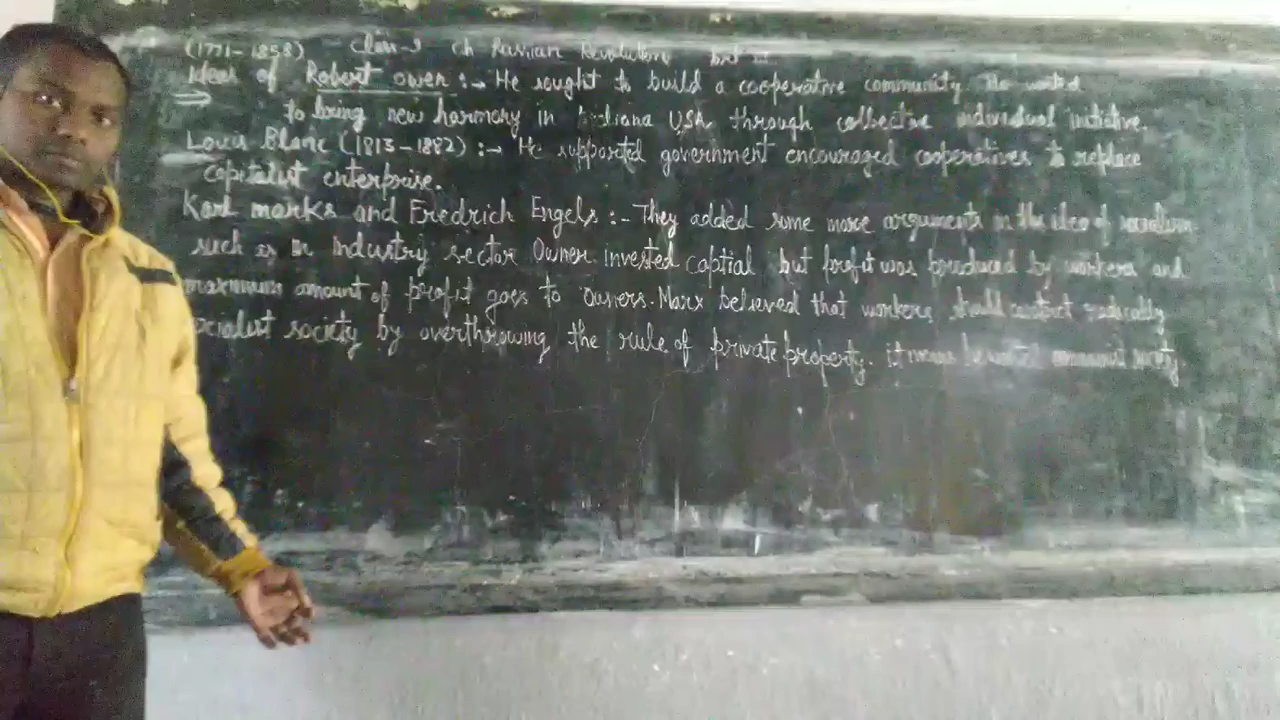 (1771-1858) Class-9 ch Russian Revolution
Ideas of Robert owen :→ He sought to build a cooperative community. He wanted
to bring new harmony in Indiana USA through collective individual initiative.
Louis Blanc (1813-1882) :→ He supported government encouraged cooperatives to replace
capitalist enterprise.
Karl marks and Fredrich Engels :- They added some more arguments in the idea of socialism
such as in Industry sector Owner invested captial but profit was produced by workers and
maximum amount of profit goes to owners. Marx believed that workers should construct radically
socialist society by overthrowing the rule of private property. it communist society